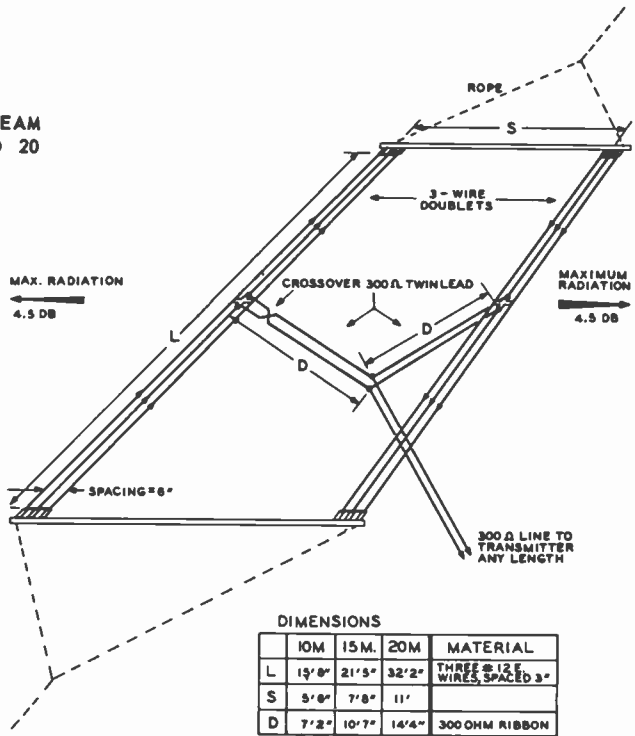 EAM
20
ROPE
S
3-WIRE
DOUBLETS
MAX. RADIATION
4.5 DB
CROSSOVER 300Ω TWINLEAD
MAXIMUM
RADIATION
4.5 DB
D
D
L
SPACING=6"
300 Ω LINE TO
TRANSMITTER
ANY LENGTH
DIMENSIONS
10M 15M. 20M MATERIAL
L 15'8" 21'5" 32'2" THREE #12 E. WIRES, SPACED 3"
S 5'8" 7'8" 11'
D 7'2" 10'7" 14'4" 300 OHM RIBBON